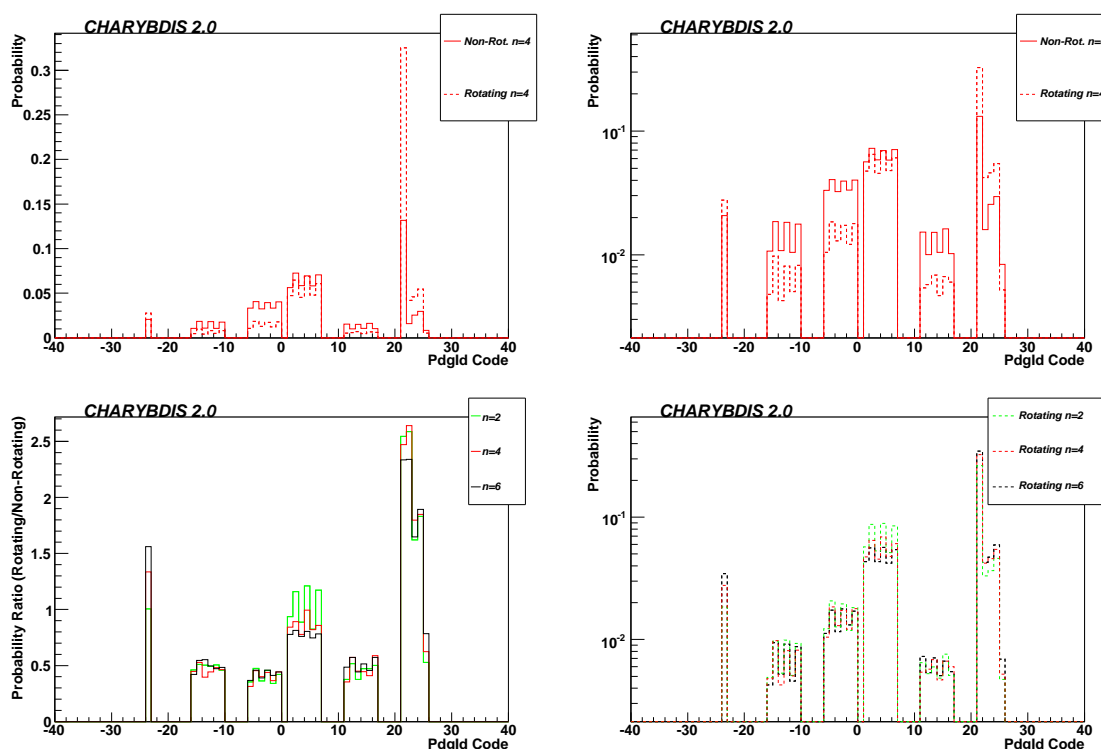 CHARYBDIS 2.0
Probability
Non-Rot. n=4
Rotating n=4
0.3
0.25
0.2
0.15
0.1
0.05
0
-40 -30 -20 -10 0 10 20 30 40
PdgId Code
CHARYBDIS 2.0
Probability
Non-Rot. n=
Rotating n=4
10-1
10-2
-40 -30 -20 -10 0 10 20 30 40
PdgId Code
CHARYBDIS 2.0
Probability Ratio (Rotating/Non-Rotating)
n=2
n=4
n=6
2.5
2
1.5
1
0.5
0
-40 -30 -20 -10 0 10 20 30 40
PdgId Code
CHARYBDIS 2.0
Probability
Rotating n=2
Rotating n=4
Rotating n=6
10-1
10-2
-40 -30 -20 -10 0 10 20 30 40
PdgId Code